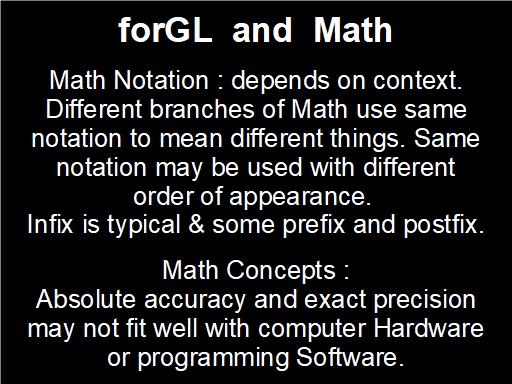 forGL and Math
Math Notation : depends on context.
Different branches of Math use same
notation to mean different things. Same
notation may be used with different
order of appearance.
Infix is typical & some prefix and postfix.
Math Concepts :
Absolute accuracy and exact precision
may not fit well with computer Hardware
or programming Software.